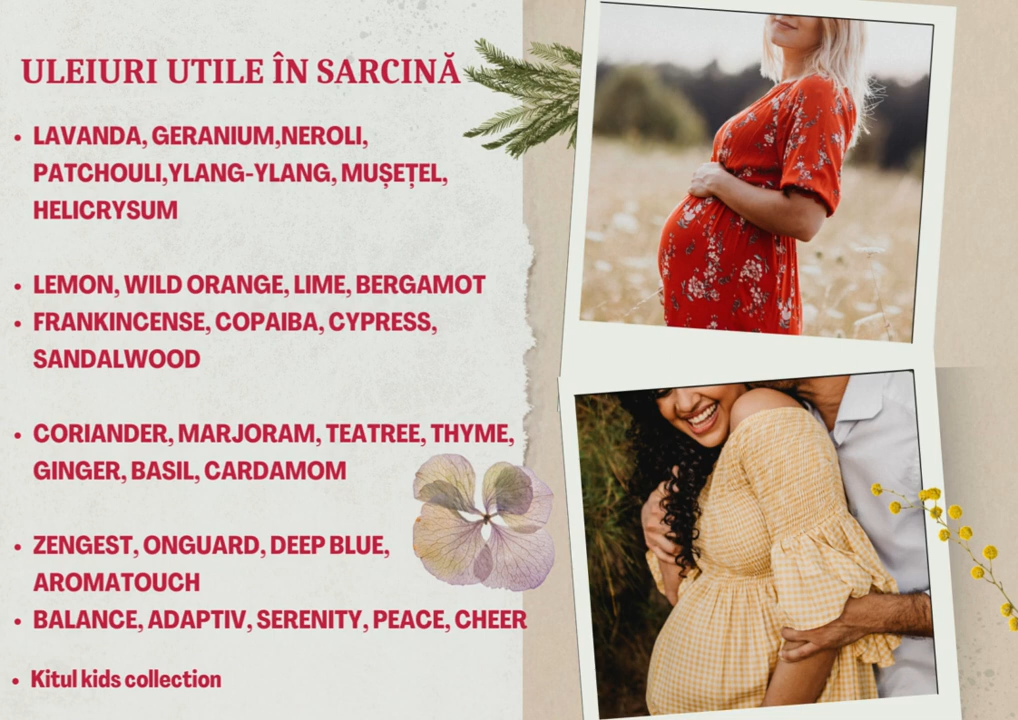 ULEIURI UTILE ÎN SARCINĂ
• LAVANDA, GERANIUM,NEROLI,
PATCHOULI,YLANG-YLANG, MUȘEȚEL,
HELICRYSUM
• LEMON, WILD ORANGE, LIME, BERGAMOT
• FRANKINCENSE, COPAIBA, CYPRESS,
SANDALWOOD
• CORIANDER, MARJORAM, TEATREE, THYME,
GINGER, BASIL, CARDAMOM
• ZENGEST, ONGUARD, DEEP BLUE,
AROMATOUCH
• BALANCE, ADAPTIV, SERENITY, PEACE, CHEER
• Kitul kids collection